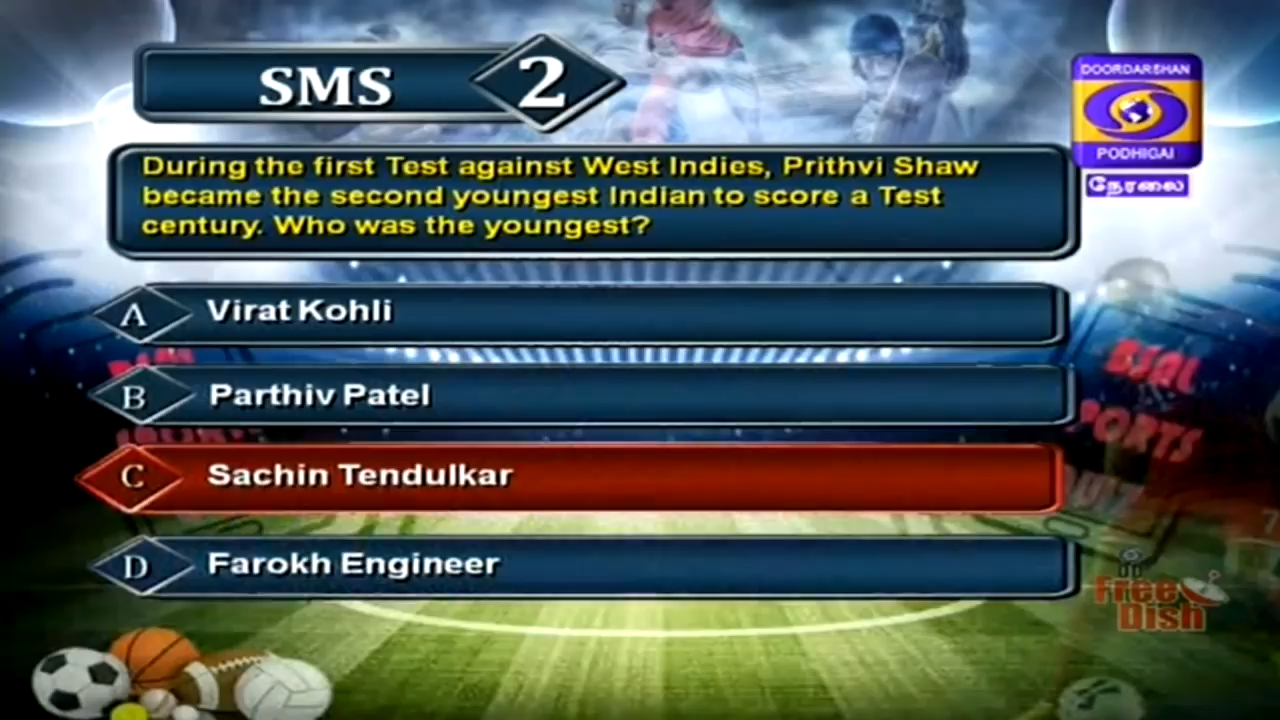 SMS 2
DOORDARSHAN
PODHIGAI
நேரலை
During the first Test against West Indies, Prithvi Shaw
became the second youngest Indian to score a Test
century. Who was the youngest?
A Virat Kohli
B Parthiv Patel
C Sachin Tendulkar
D Farokh Engineer
DIAL
SPORTS
DD
Free
Dish